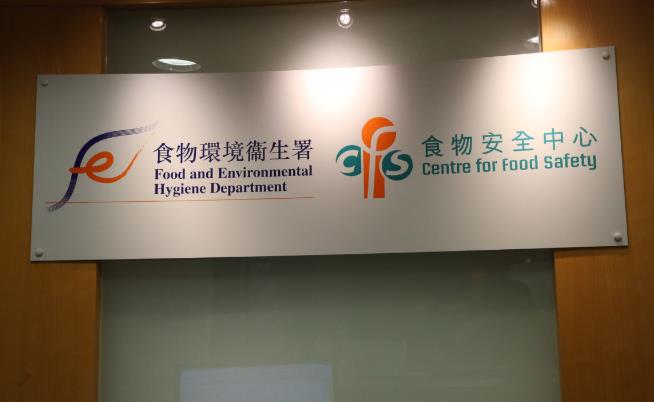 食物環境衞生署
Food and Environmental
Hygiene Department
cfs
食物安全中心
Centre for Food Safety